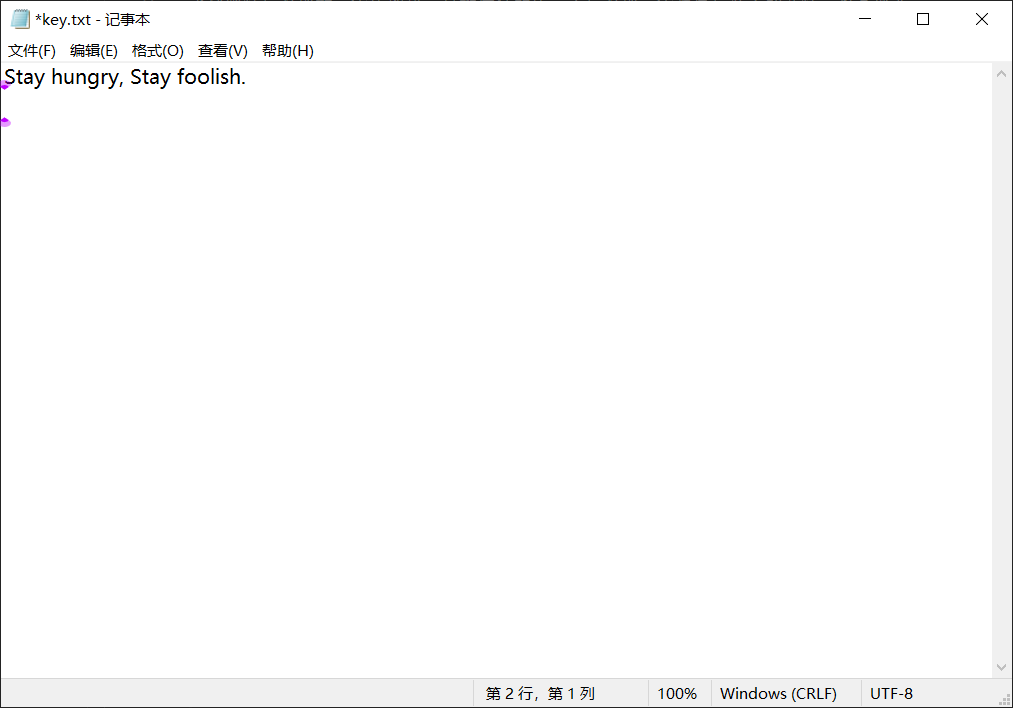 *key.txt - 记事本
文件(F) 编辑(E) 格式(O) 查看(V) 帮助(H)
Stay hungry, Stay foolish.
第 2 行，第 1 列 100% Windows (CRLF) UTF-8